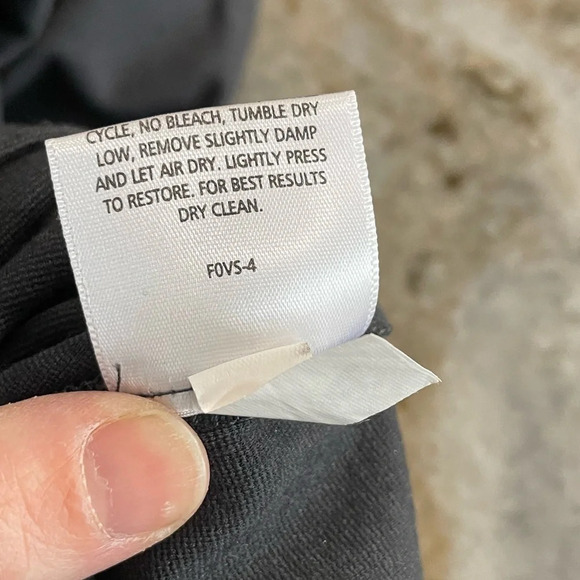 CYCLE, NO BLEACH, TUMBLE DRY
LOW, REMOVE SLIGHTLY DAMP
AND LET AIR DRY. LIGHTLY PRESS
TO RESTORE. FOR BEST RESULTS
DRY CLEAN.
F0VS-4